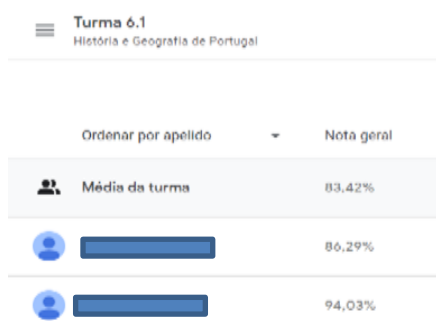 Turma 6.1
História e Geografia de Portugal
Ordenar por apelido Nota geral
Média da turma 83,42%
86,29%
94,03%